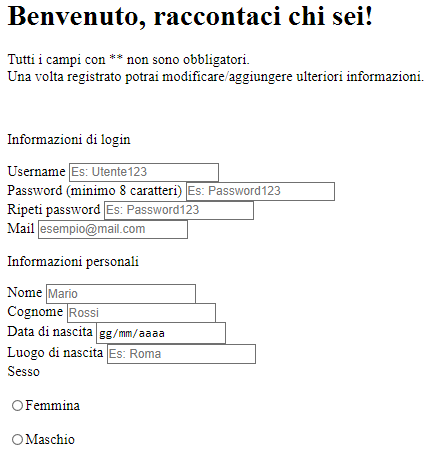 Benvenuto, raccontaci chi sei!
Tutti i campi con ** non sono obbligatori.
Una volta registrato potrai modificare/aggiungere ulteriori informazioni.
Informazioni di login
Username Es: Utente123
Password (minimo 8 caratteri) Es: Password123
Ripeti password Es: Password123
Mail esempio@mail.com
Informazioni personali
Nome Mario
Cognome Rossi
Data di nascita gg/mm/aaaa
Luogo di nascita Es: Roma
Sesso
Femmina
Maschio